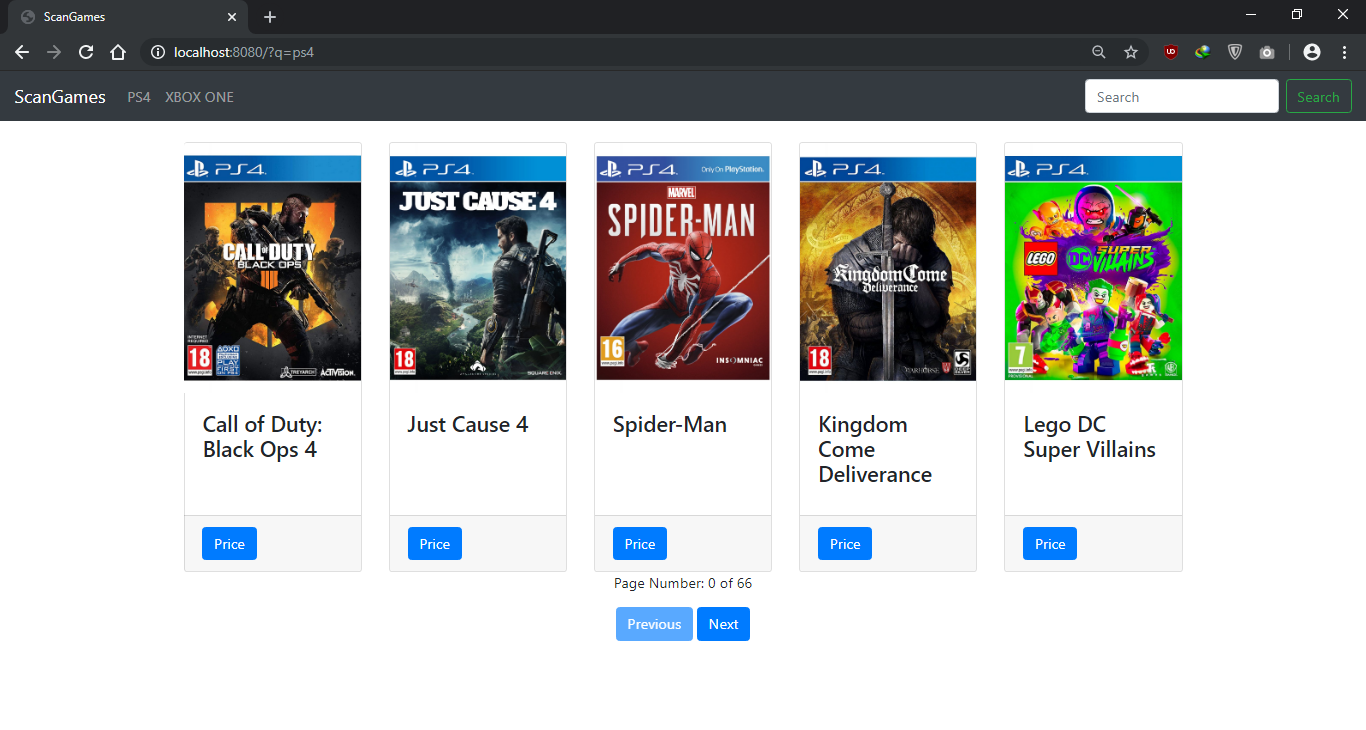 ScanGames
localhost:8080/?q=ps4
ScanGames PS4 XBOX ONE Search Search
PS4
CALL OF DUTY
BLACK OPS
IIII
18
ACTIVISION
PS4
JUST CAUSE 4
18
SQUARE ENIX
PS4 Only On PlayStation.
MARVEL
SPIDER-MAN
16
INSOMNIAC
PS4
Kingdom Come
Deliverance
18
PS4
LEGO DC SUPER
VILLAINS
7
Call of Duty:
Black Ops 4
Just Cause 4
Spider-Man
Kingdom
Come
Deliverance
Lego DC
Super Villains
Price
Price
Price
Price
Price
Page Number: 0 of 66
Previous Next